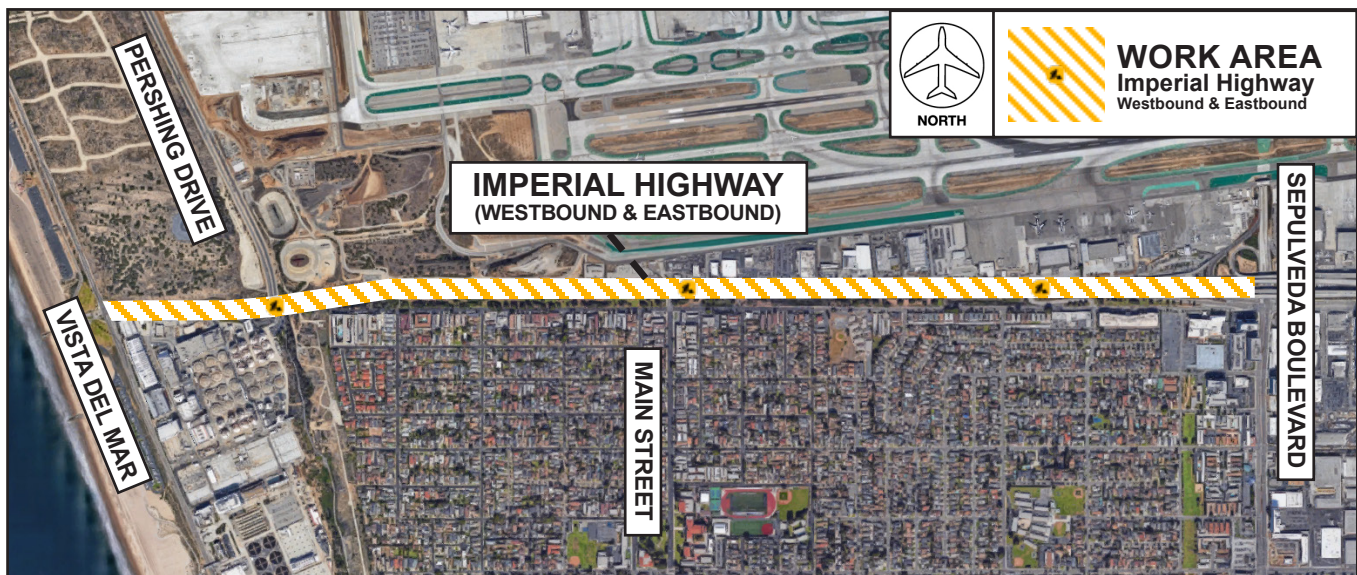 PERSHING DRIVE
NORTH
WORK AREA
Imperial Highway
Westbound & Eastbound
IMPERIAL HIGHWAY
(WESTBOUND & EASTBOUND)
SEPULVEDA BOULEVARD
VISTA DEL MAR
MAIN STREET